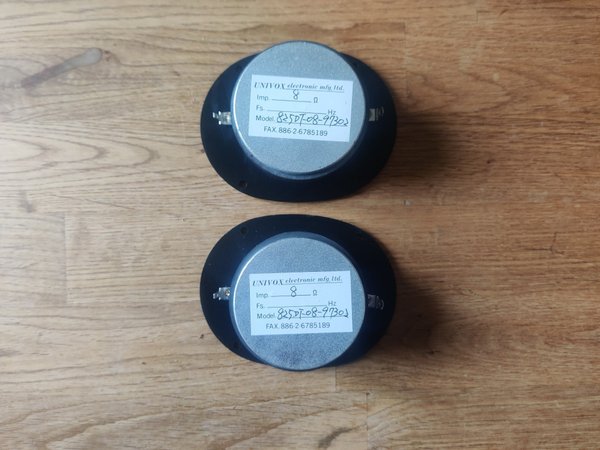 UNIVOX electronic mfg. ltd.
Imp. 8 Ω
Fs. Hz
Model. 825DT-08-97302
FAX. 886-2-6785189
UNIVOX electronic mfg. ltd.
Imp. 8 Ω
Fs. Hz
Model. 825DT-08-97302
FAX. 886-2-6785189